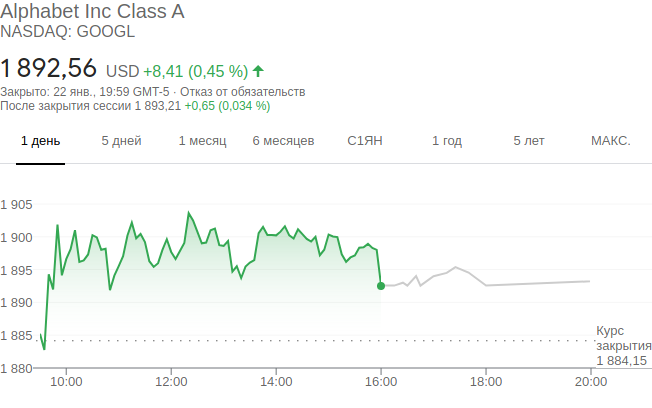 Alphabet Inc Class A
NASDAQ: GOOGL
1 892,56 USD +8,41 (0,45 %)
Закрыто: 22 янв., 19:59 GMT-5 · Отказ от обязательств
После закрытия сессии 1 893,21 +0,65 (0,034 %)
1 день 5 дней 1 месяц 6 месяцев С1ЯН 1 год 5 лет МАКС.
1 905
1 900
1 895
1 890
1 885
1 880
Курс
закрытия
1 884,15
10:00 12:00 14:00 16:00 18:00 20:00